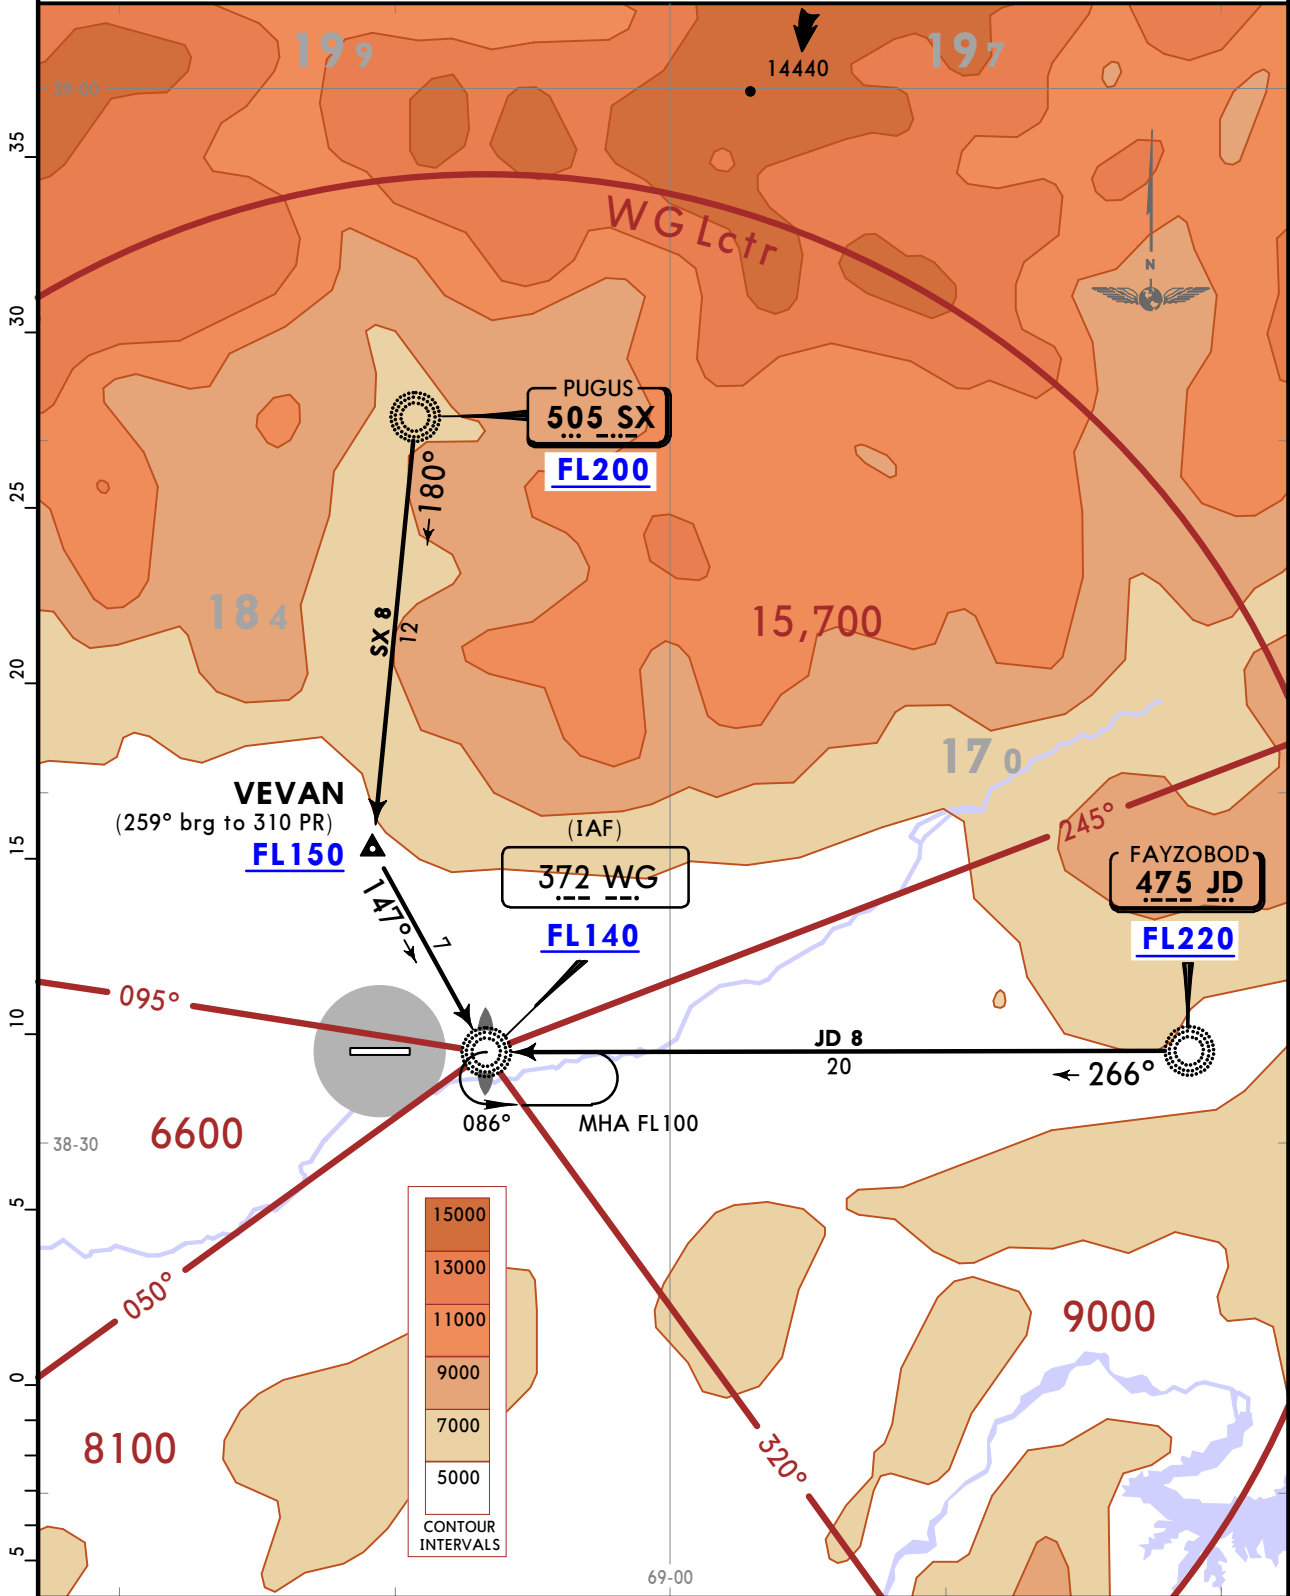 199
197
14440
39-00
35
WG Lctr
N
30
PUGUS
505 SX
FL200
25
180°
184
SX 8
12
15,700
20
170
VEVAN
(259° brg to 310 PR)
FL150
(IAF)
245°
15
372 WG
FAYZOBOD
475 JD
147°
7
FL140
FL220
095°
10
JD 8
20
266°
086°
MHA FL100
6600
38-30
5
15000
13000
050°
11000
9000
0
9000
7000
8100
320°
5000
CONTOUR
INTERVALS
5
69-00